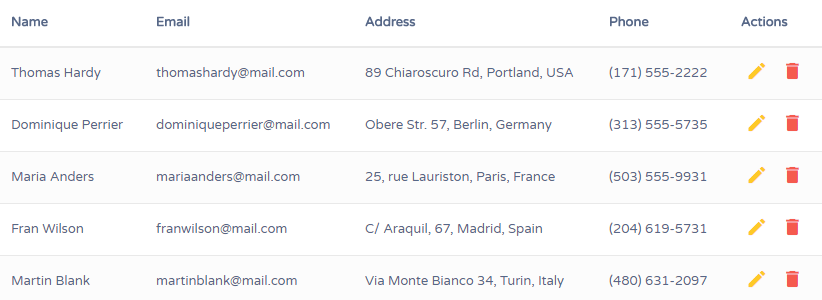 Name Email Address Phone Actions
Thomas Hardy thomashardy@mail.com 89 Chiaroscuro Rd, Portland, USA (171) 555-2222
Dominique Perrier dominiqueperrier@mail.com Obere Str. 57, Berlin, Germany (313) 555-5735
Maria Anders mariaanders@mail.com 25, rue Lauriston, Paris, France (503) 555-9931
Fran Wilson franwilson@mail.com C/ Araquil, 67, Madrid, Spain (204) 619-5731
Martin Blank martinblank@mail.com Via Monte Bianco 34, Turin, Italy (480) 631-2097